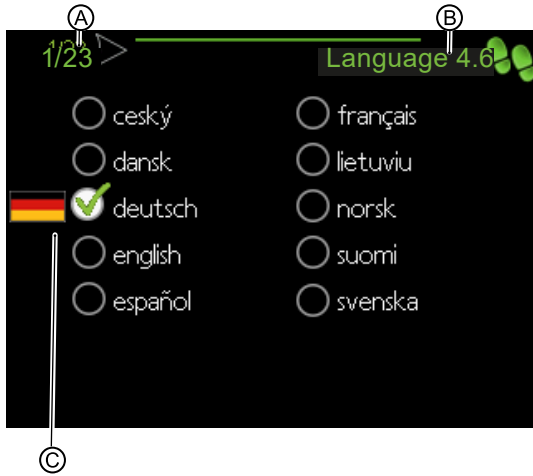 A
B
1/23
Language 4.6
ceský
français
dansk
lietuviu
deutsch
norsk
english
suomi
español
svenska
C